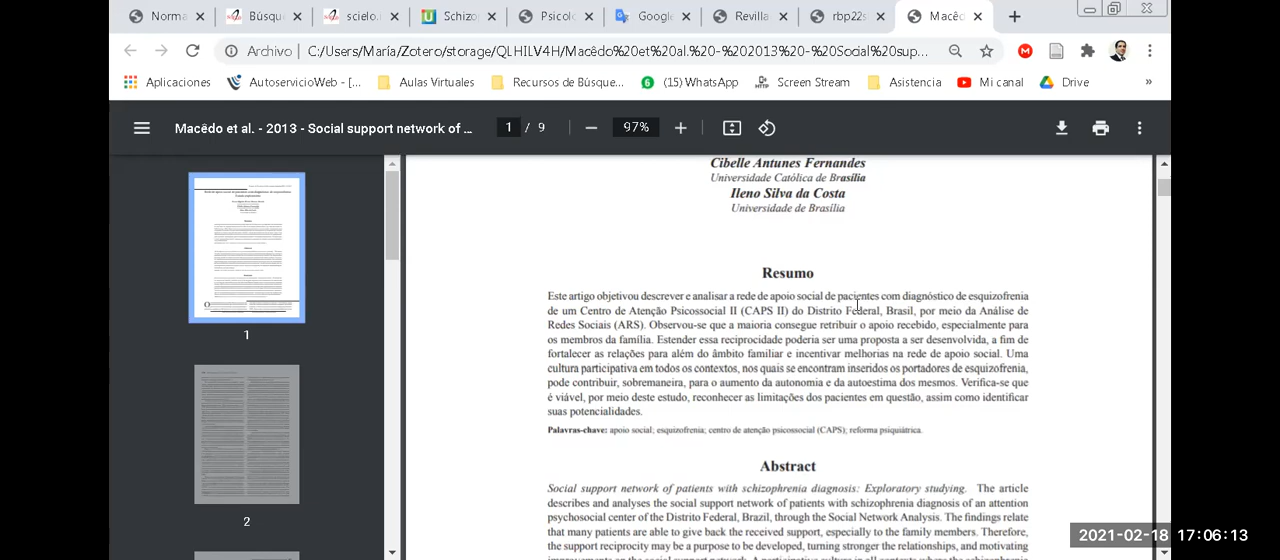 Norma
Búsqu
scielo.
Schizo
Psicol
Google
Revilla
rbp22s
Macêd
Archivo | C:/Users/María/Zotero/storage/QLHILV4H/Macêdo%20et%20al.%20-%202013%20-%20Social%20sup...
Aplicaciones
AutoservicioWeb - [...
Aulas Virtuales
Recursos de Búsque...
6 (15) WhatsApp
HTTP Screen Stream
Asistencia
Mi canal
Drive
»
Macêdo et al. - 2013 - Social support network of ...
1 / 9
97%
Cibelle Antunes Fernandes
Universidade Católica de Brasília
Ileno Silva da Costa
Universidade de Brasília
Resumo
Este artigo objetivou descrever e analisar a rede de apoio social de pacientes com diagnóstico de esquizofrenia
de um Centro de Atenção Psicossocial II (CAPS II) do Distrito Federal, Brasil, por meio da Análise de
Redes Sociais (ARS). Observou-se que a maioria consegue retribuir o apoio recebido, especialmente para
os membros da família. Estender essa reciprocidade poderia ser uma proposta a ser desenvolvida, a fim de
fortalecer as relações para além do âmbito familiar e incentivar melhorias na rede de apoio social. Uma
cultura participativa em todos os contextos, nos quais se encontram inseridos os portadores de esquizofrenia,
pode contribuir, sobremaneira, para o aumento da autonomia e da autoestima dos mesmos. Verifica-se que
é viável, por meio deste estudo, reconhecer as limitações dos pacientes em questão, assim como identificar
suas potencialidades.
Palavras-chave: apoio social; esquizofrenia; centro de atenção psicossocial (CAPS); reforma psiquiátrica.
Abstract
Social support network of patients with schizophrenia diagnosis: Exploratory studying. The article
describes and analyses the social support network of patients with schizophrenia diagnosis of an attention
psychosocial center of the Distrito Federal, Brazil, through the Social Network Analysis. The findings relate
that many patients are able to give back the received support, especially to the family members. Therefore,
the support reciprocity may be a purpose to be developed, turning stronger the relationships, and motivating
1
2
2021-02-18 17:06:13